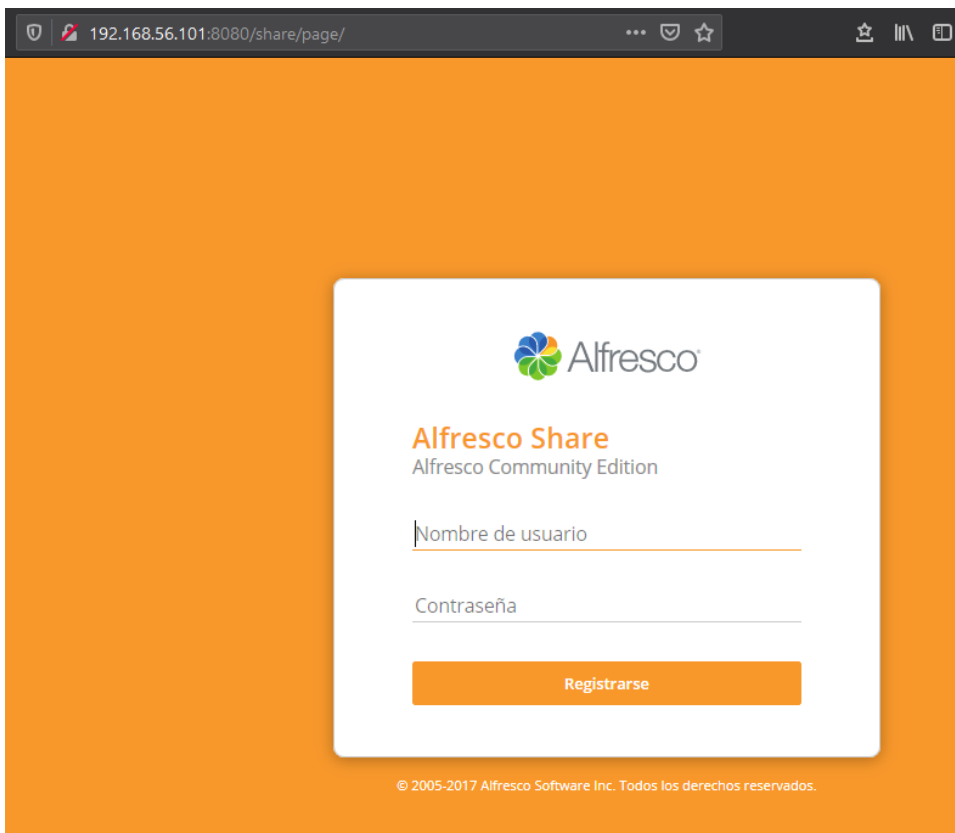 192.168.56.101:8080/share/page/
Alfresco
Alfresco Share
Alfresco Community Edition
Nombre de usuario
Contraseña
Registrarse
© 2005-2017 Alfresco Software Inc. Todos los derechos reservados.